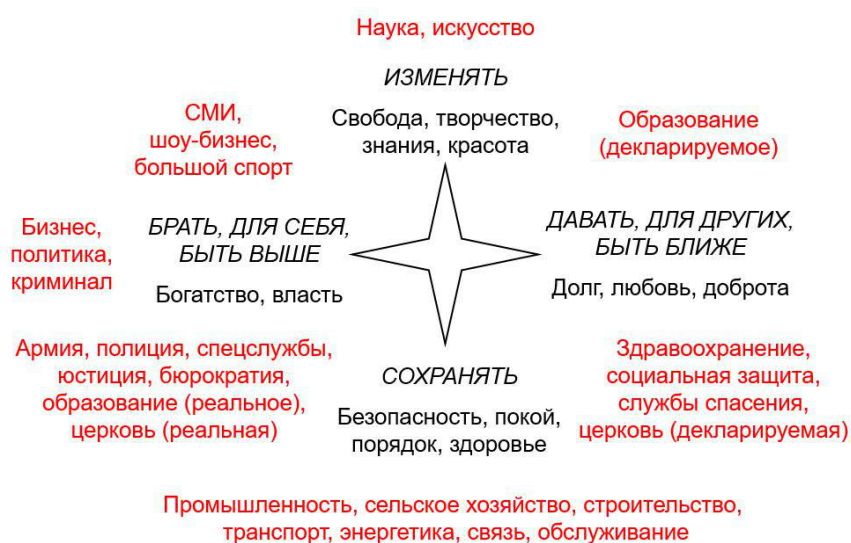 Наука, искусство
ИЗМЕНЯТЬ
Свобода, творчество,
знания, красота
СМИ,
шоу-бизнес,
большой спорт
Образование
(декларируемое)
Бизнес,
политика,
криминал
БРАТЬ, ДЛЯ СЕБЯ,
БЫТЬ ВЫШЕ
Богатство, власть
ДАВАТЬ, ДЛЯ ДРУГИХ,
БЫТЬ БЛИЖЕ
Долг, любовь, доброта
Армия, полиция, спецслужбы,
юстиция, бюрократия,
образование (реальное),
церковь (реальная)
СОХРАНЯТЬ
Безопасность, покой,
порядок, здоровье
Здравоохранение,
социальная защита,
службы спасения,
церковь (декларируемая)
Промышленность, сельское хозяйство, строительство,
транспорт, энергетика, связь, обслуживание